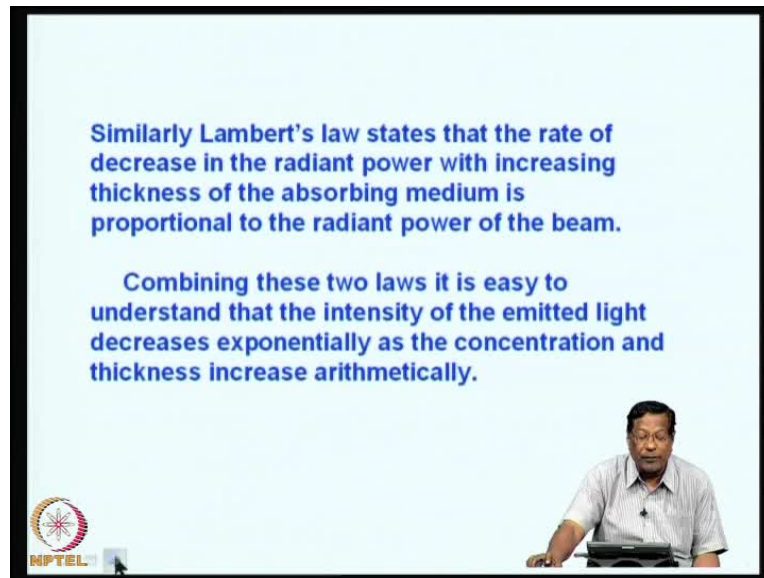 Similarly Lambert's law states that the rate of
decrease in the radiant power with increasing
thickness of the absorbing medium is
proportional to the radiant power of the beam.
Combining these two laws it is easy to
understand that the intensity of the emitted light
decreases exponentially as the concentration and
thickness increase arithmetically.
NPTEL